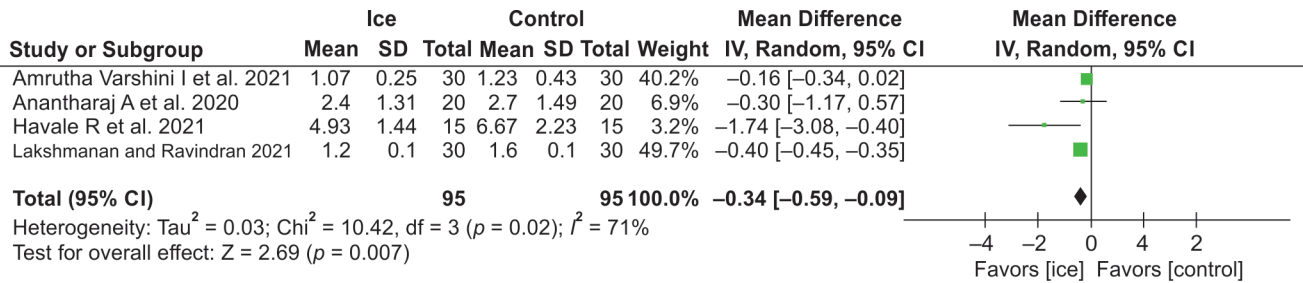 Ice Control Mean Difference Mean Difference
Study or Subgroup Mean SD Total Mean SD Total Weight IV, Random, 95% CI IV, Random, 95% CI
Amrutha Varshini I et al. 2021 1.07 0.25 30 1.23 0.43 30 40.2% –0.16 [–0.34, 0.02]
Anantharaj A et al. 2020 2.4 1.31 20 2.7 1.49 20 6.9% –0.30 [–1.17, 0.57]
Havale R et al. 2021 4.93 1.44 15 6.67 2.23 15 3.2% –1.74 [–3.08, –0.40]
Lakshmanan and Ravindran 2021 1.2 0.1 30 1.6 0.1 30 49.7% –0.40 [–0.45, –0.35]
Total (95% CI) 95 95 100.0% –0.34 [–0.59, –0.09]
Heterogeneity: Tau² = 0.03; Chi² = 10.42, df = 3 (p = 0.02); I² = 71%
Test for overall effect: Z = 2.69 (p = 0.007)
–4 –2 0 4 2
Favors [ice] Favors [control]